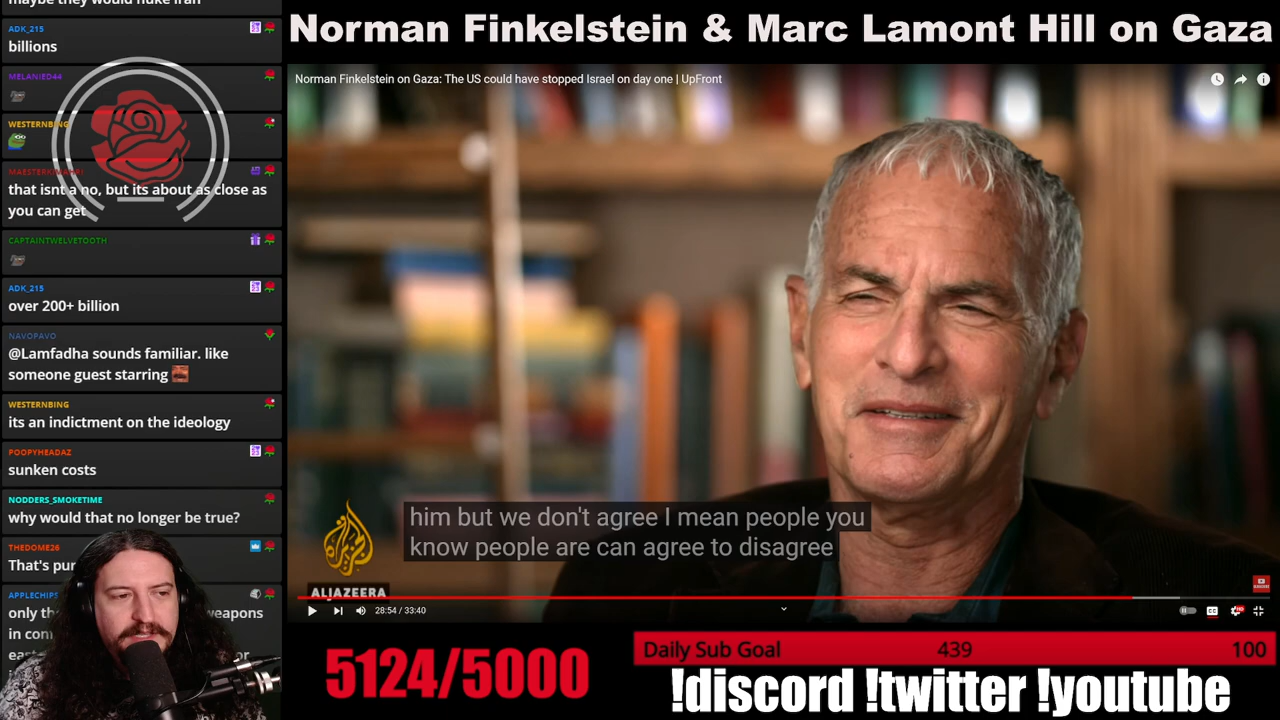 maybe they would nuke Iran
ADK_215
billions
MELANIED44
WESTERNBING
that isnt a no, but its about as close as
you can get
CAPTAINTWELVETOOTH
ADK_215
over 200+ billion
NAVOPAVO
@Lamfadha sounds familiar. like
someone guest starring
WESTERNBING
its an indictment on the ideology
POOPYHEADAZ
sunken costs
NODDERS_SMOKETIME
why would that no longer be true?
THEDOME26
That's pur
APPLECHIPS
only th
weapons
in con
eas
or
Norman Finkelstein & Marc Lamont Hill on Gaza
Norman Finkelstein on Gaza: The US could have stopped Israel on day one | UpFront
him but we don't agree I mean people you
know people are can agree to disagree
ALJAZEERA
28:54 / 33:40
5124/5000
Daily Sub Goal 439 100
!discord !twitter !youtube